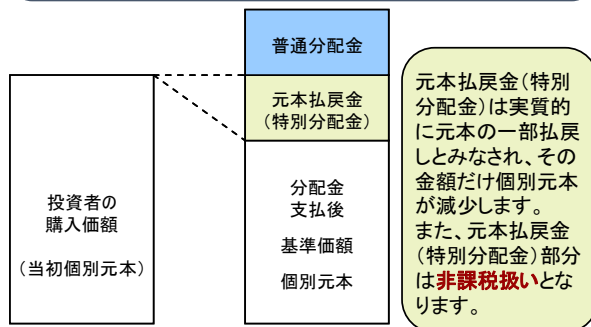 普通分配金
元本払戻金
(特別分配金)
投資者の
購入価額
(当初個別元本)
分配金
支払後
基準価額
個別元本
元本払戻金(特別
分配金)は実質的
に元本の一部払戻
しとみなされ、その
金額だけ個別元本
が減少します。
また、元本払戻金
(特別分配金)部分
は非課税扱いとな
ります。